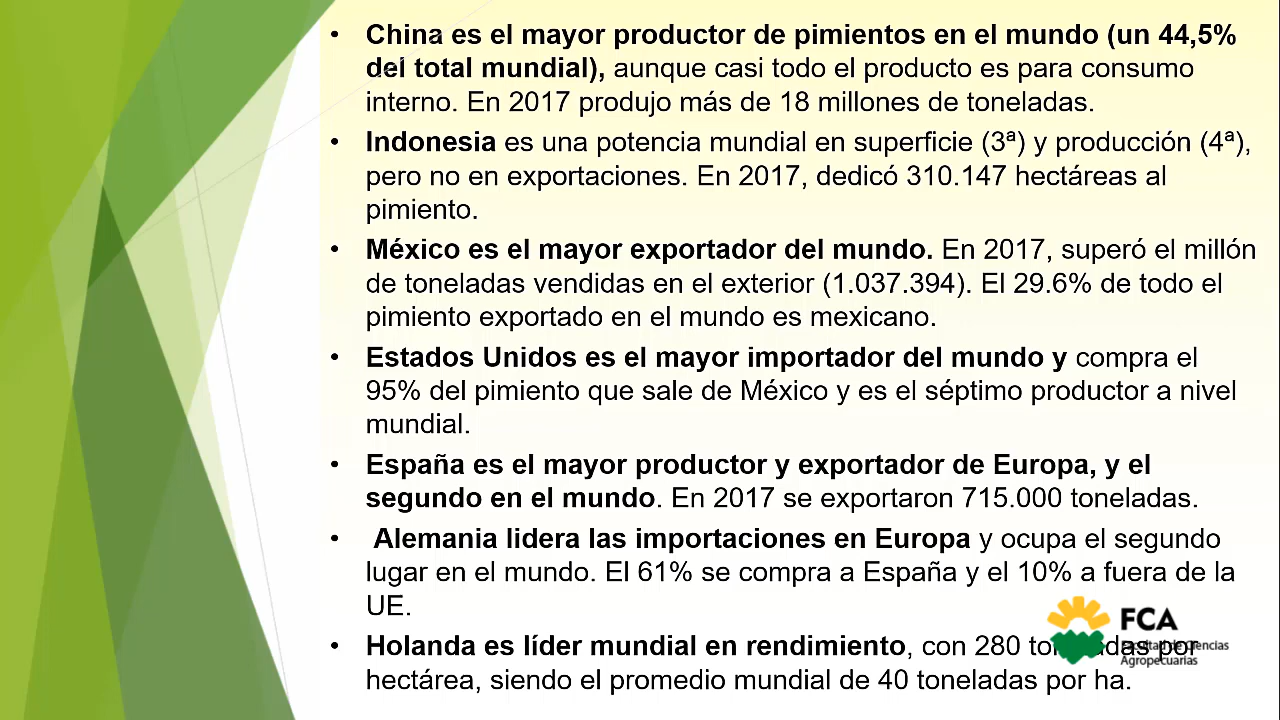 • China es el mayor productor de pimientos en el mundo (un 44,5%
del total mundial), aunque casi todo el producto es para consumo
interno. En 2017 produjo más de 18 millones de toneladas.
• Indonesia es una potencia mundial en superficie (3ª) y producción (4ª),
pero no en exportaciones. En 2017, dedicó 310.147 hectáreas al
pimiento.
• México es el mayor exportador del mundo. En 2017, superó el millón
de toneladas vendidas en el exterior (1.037.394). El 29.6% de todo el
pimiento exportado en el mundo es mexicano.
• Estados Unidos es el mayor importador del mundo y compra el
95% del pimiento que sale de México y es el séptimo productor a nivel
mundial.
• España es el mayor productor y exportador de Europa, y el
segundo en el mundo. En 2017 se exportaron 715.000 toneladas.
• Alemania lidera las importaciones en Europa y ocupa el segundo
lugar en el mundo. El 61% se compra a España y el 10% a fuera de la
UE.
• Holanda es líder mundial en rendimiento, con 280 toneladas por
hectárea, siendo el promedio mundial de 40 toneladas por ha.
FCA
Facultad de Ciencias
Agropecuarias